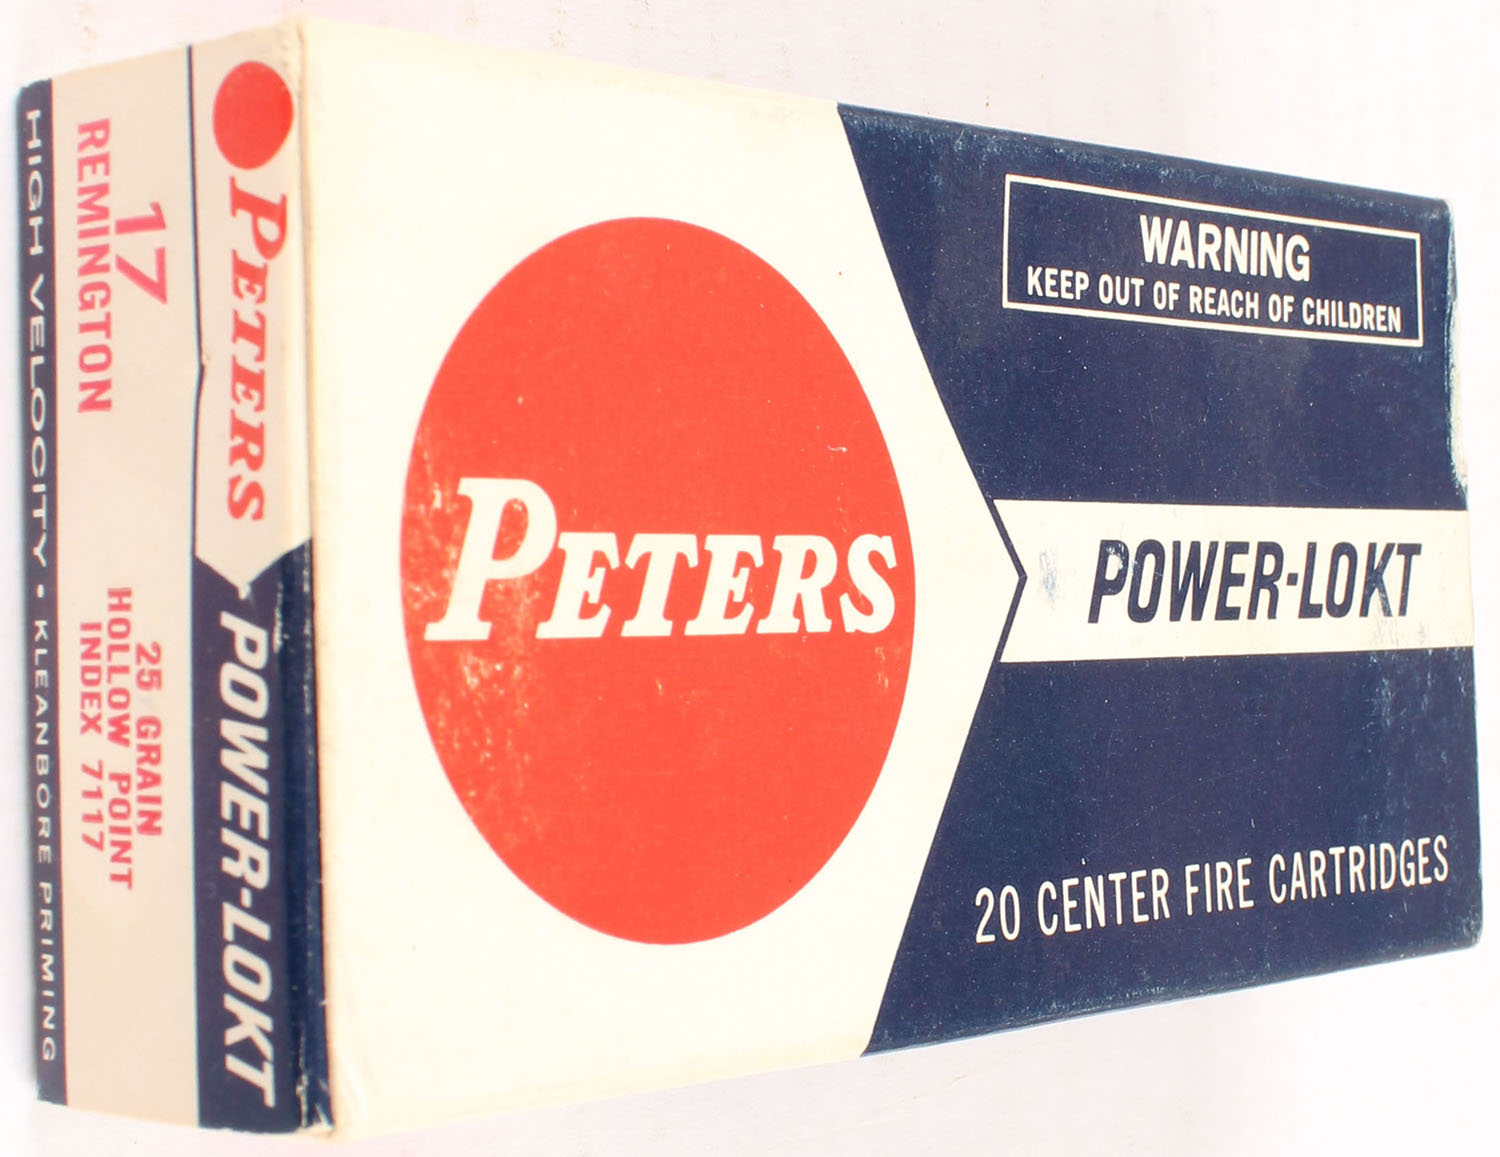 WARNING
KEEP OUT OF REACH OF CHILDREN
PETERS
POWER-LOKT
20 CENTER FIRE CARTRIDGES
PETERS
POWER-LOKT
17
REMINGTON
25 GRAIN
HOLLOW POINT
INDEX 7117
HIGH VELOCITY • KLEANBORE PRIMING